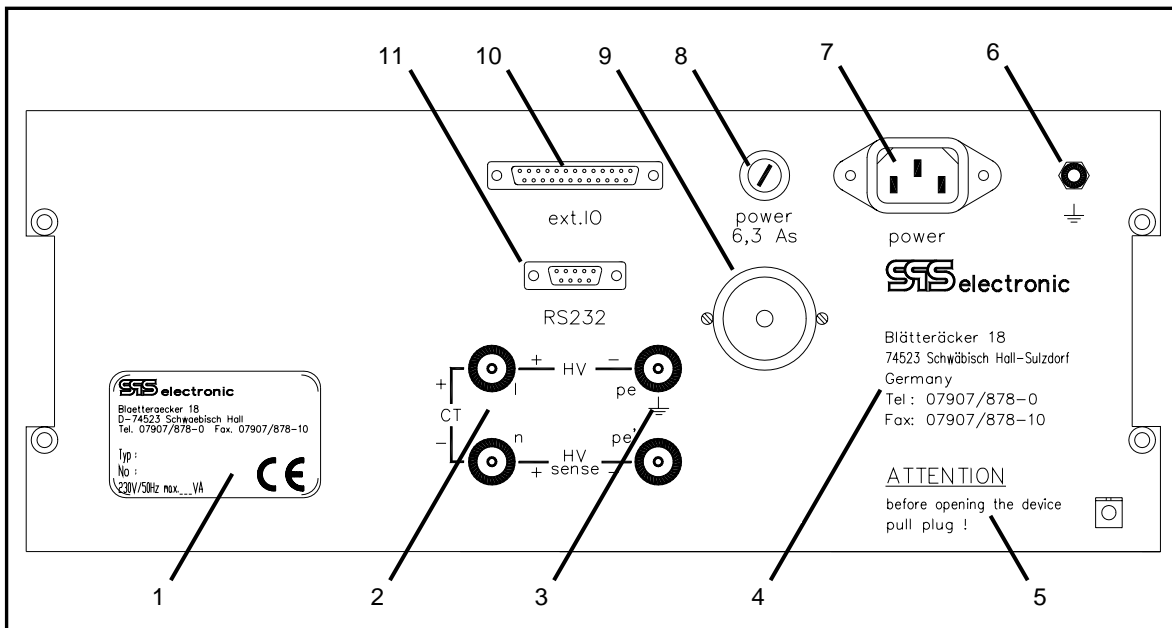 11
10
9
8
7
6
ext.IO
power
6,3 As
power
RS232
SPS electronic
Blätteräcker 18
74523 Schwäbisch Hall-Sulzdorf
Germany
Tel: 07907/878-0
Fax: 07907/878-10
SPS electronic
Blaetteraecker 18
D-74523 Schwaebisch Hall
Tel. 07907/878-0 Fax. 07907/878-10
Typ :
No :
230V/50Hz max.___VA
CE
+ HV -
+
CT
-
l
pe
n
pe'
+ HV -
sense
ATTENTION
before opening the device
pull plug !
1
2
3
4
5